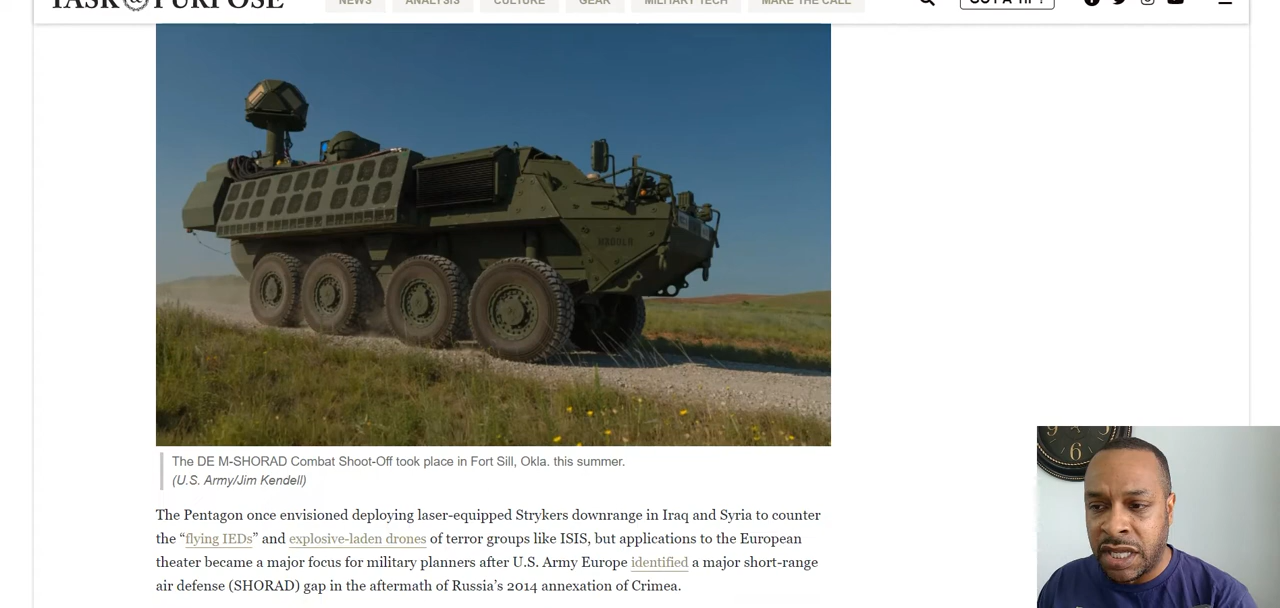 TASK & PURPOSE
NEWS
ANALYSIS
CULTURE
GEAR
MILITARY TECH
MAKE THE CALL
GOT A TIP?
The DE M-SHORAD Combat Shoot-Off took place in Fort Sill, Okla. this summer.
(U.S. Army/Jim Kendell)
The Pentagon once envisioned deploying laser-equipped Strykers downrange in Iraq and Syria to counter
the “flying IEDs” and explosive-laden drones of terror groups like ISIS, but applications to the European
theater became a major focus for military planners after U.S. Army Europe identified a major short-range
air defense (SHORAD) gap in the aftermath of Russia’s 2014 annexation of Crimea.
5
6
7